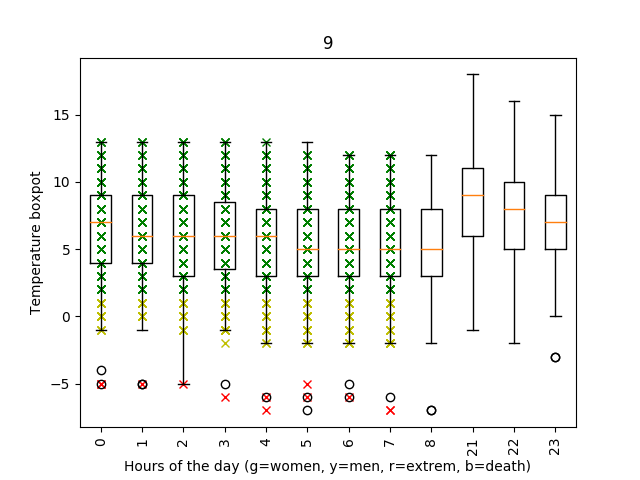 9
Temperature boxpot
15
10
5
0
−5
0 1 2 3 4 5 6 7 8 21 22 23
Hours of the day (g=women, y=men, r=extrem, b=death)